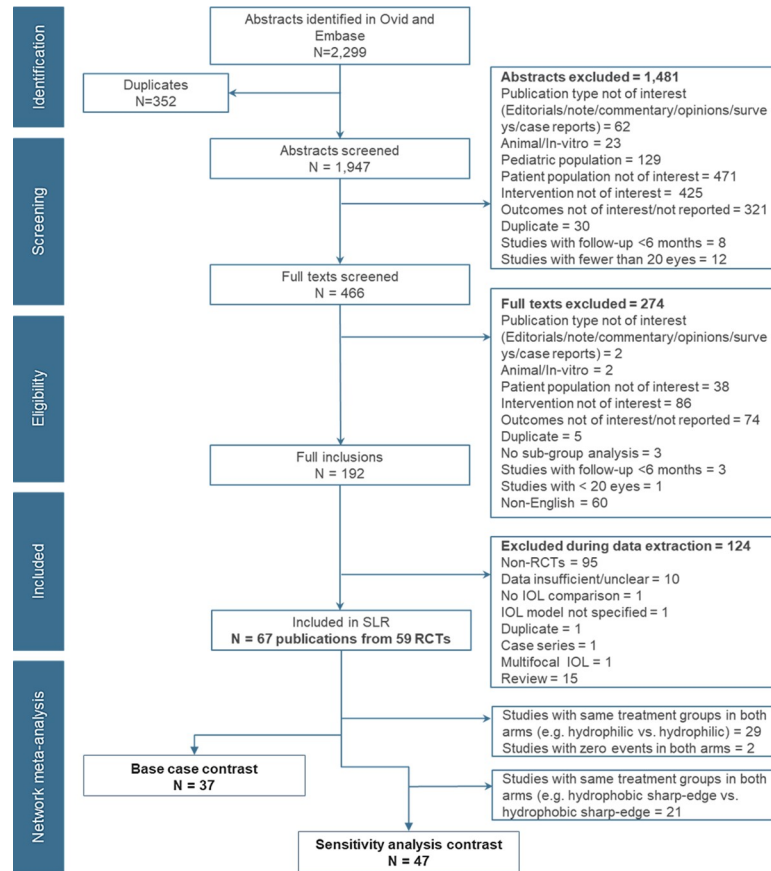 Identification
Abstracts identified in Ovid and
Embase
N=2,299
Duplicates
N=352
Screening
Abstracts screened
N = 1,947
Abstracts excluded = 1,481
Publication type not of interest
(Editorials/note/commentary/opinions/surve
ys/case reports) = 62
Animal/In-vitro = 23
Pediatric population = 129
Patient population not of interest = 471
Intervention not of interest =  425
Outcomes not of interest/not reported = 321
Duplicate = 30
Studies with follow-up <6 months = 8
Studies with fewer than 20 eyes = 12
Full texts screened
N = 466
Eligibility
Full texts excluded = 274
Publication type not of interest
(Editorials/note/commentary/opinions/surve
ys/case reports) = 2
Animal/In-vitro = 2
Patient population not of interest = 38
Intervention not of interest = 86
Outcomes not of interest/not reported = 74
Duplicate = 5
No sub-group analysis = 3
Studies with follow-up <6 months = 3
Studies with < 20 eyes = 1
Non-English = 60
Full inclusions
N = 192
Included
Excluded during data extraction = 124
Non-RCTs = 95
Data insufficient/unclear = 10
No IOL comparison = 1
IOL model not specified = 1
Duplicate = 1
Case series = 1
Multifocal IOL = 1
Review = 15
Included in SLR
N = 67 publications from 59 RCTs
Network meta-analysis
Studies with same treatment groups in both
arms (e.g. hydrophilic vs. hydrophilic) = 29
Studies with zero events in both arms = 2
Base case contrast
N = 37
Studies with same treatment groups in both
arms (e.g. hydrophobic sharp-edge vs.
hydrophobic sharp-edge = 21
Sensitivity analysis contrast
N = 47